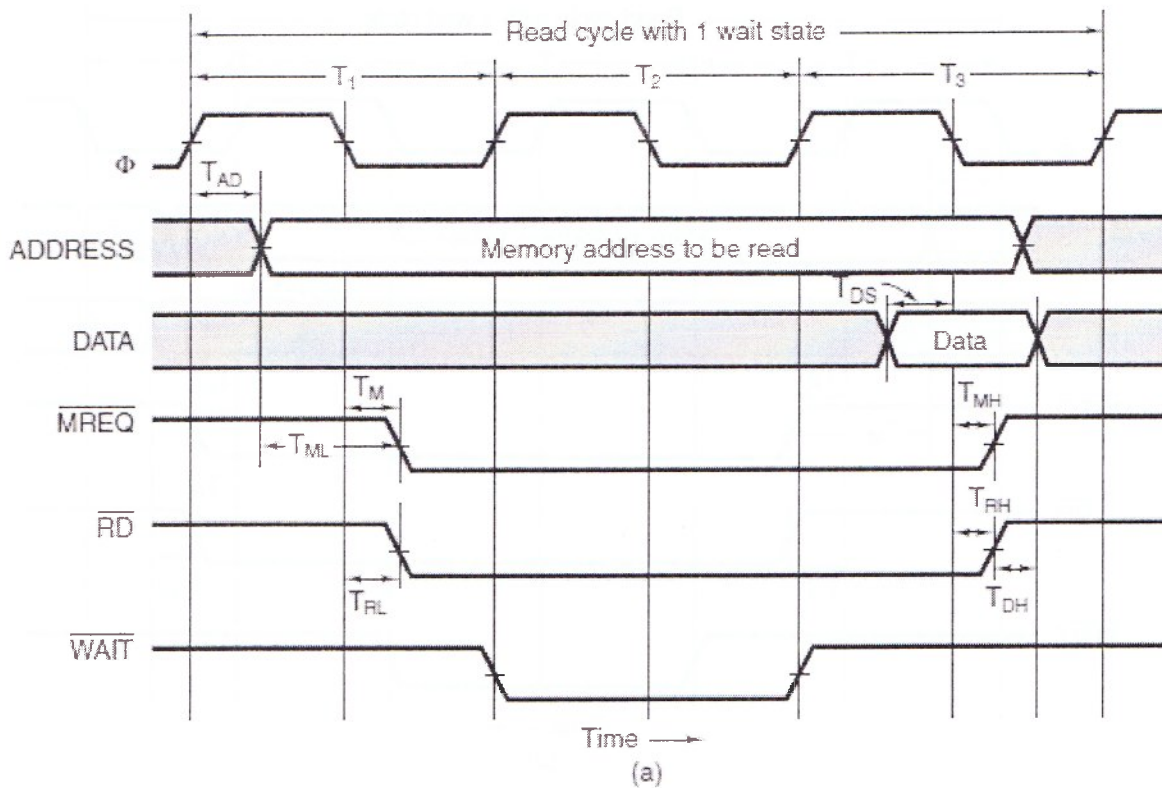 Read cycle with 1 wait state
T1 T2 T3
Φ
TAD
ADDRESS Memory address to be read
TDS
DATA Data
TM TMH
MREQ
TML
TRH
RD
TRL TDH
WAIT
Time
(a)